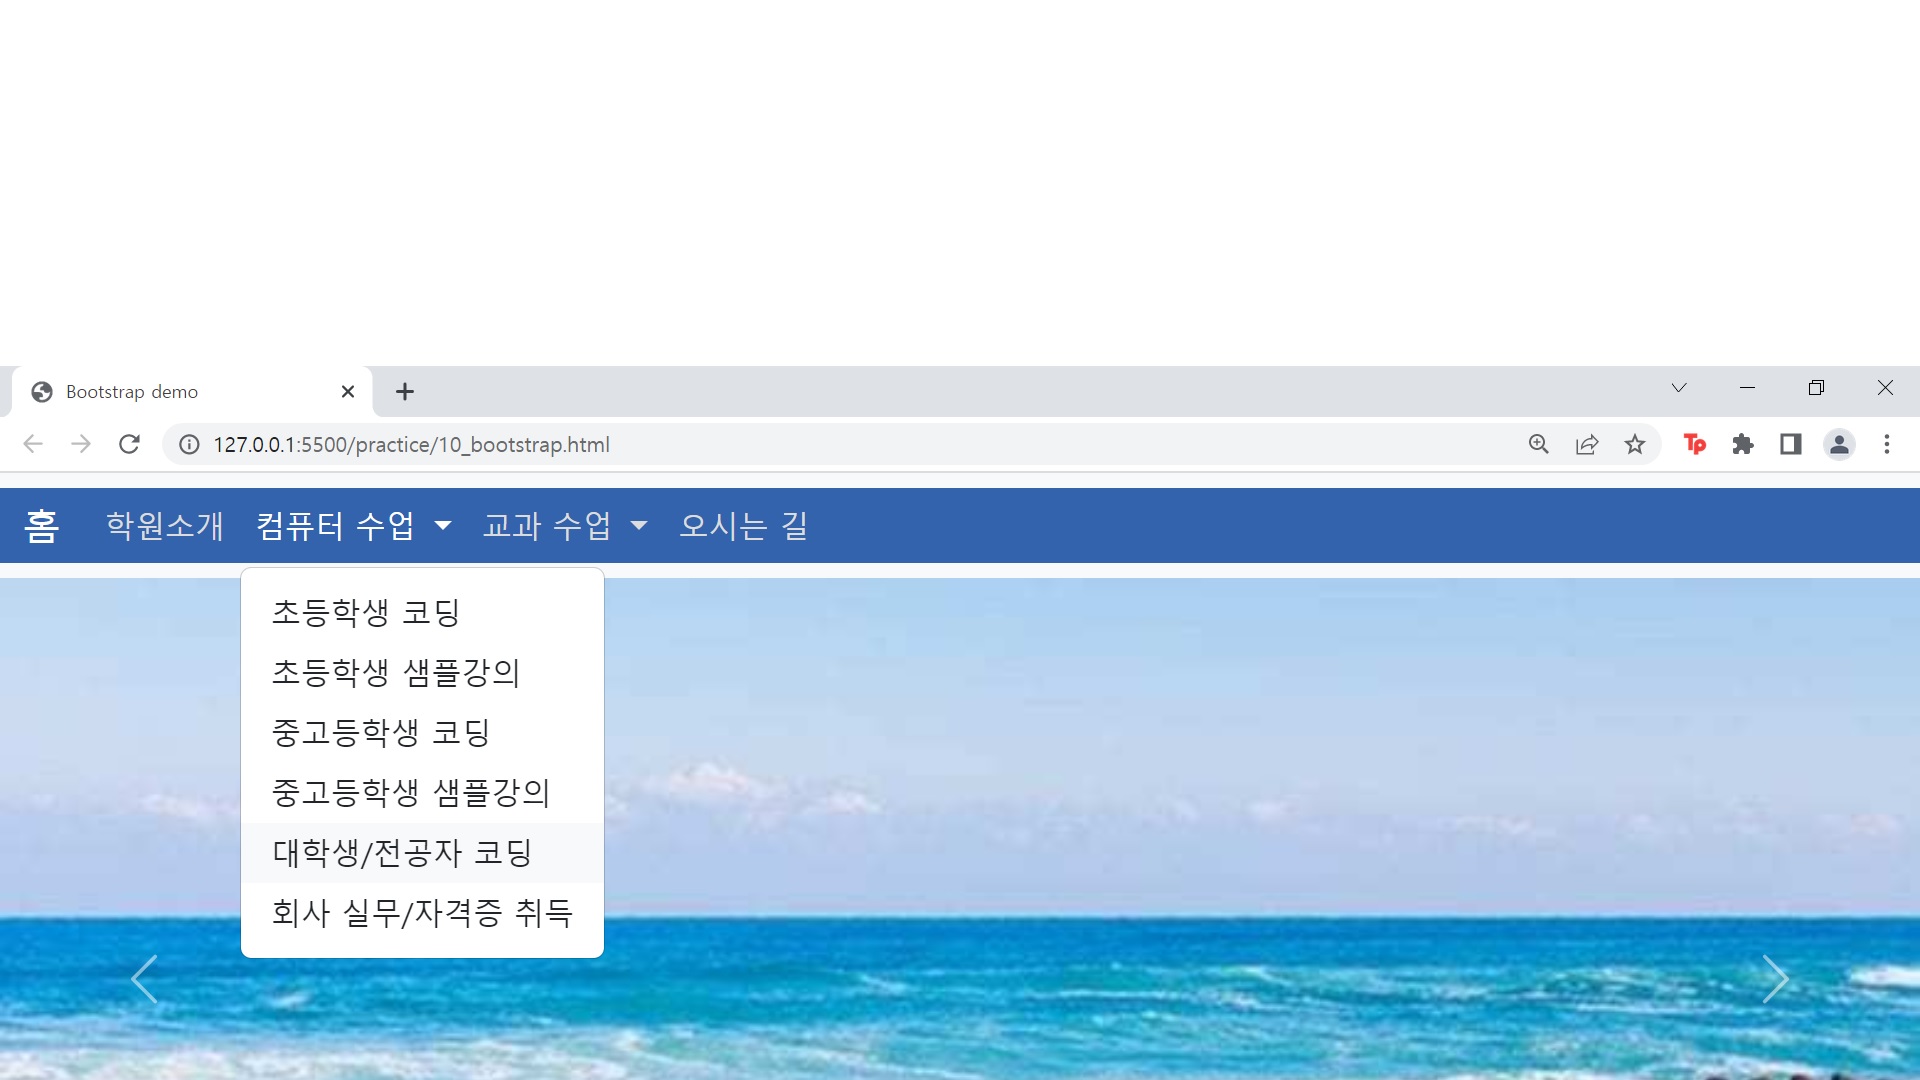 Bootstrap demo
127.0.0.1:5500/practice/10_bootstrap.html
Tp
홈 학원소개 컴퓨터 수업 교과 수업 오시는 길
초등학생 코딩
초등학생 샘플강의
중고등학생 코딩
중고등학생 샘플강의
대학생/전공자 코딩
회사 실무/자격증 취득